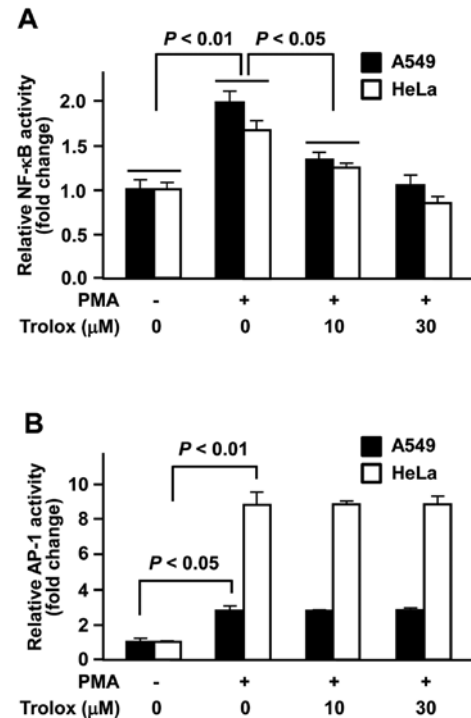 A
P < 0.01 P < 0.05
A549
HeLa
Relative NF-κB activity
(fold change)
2.0
1.5
1.0
0.5
0.0
PMA - + + +
Trolox (µM) 0 0 10 30
B
P < 0.01
A549
HeLa
P < 0.05
Relative AP-1 activity
(fold change)
10
8
6
4
2
0
PMA - + + +
Trolox (µM) 0 0 10 30